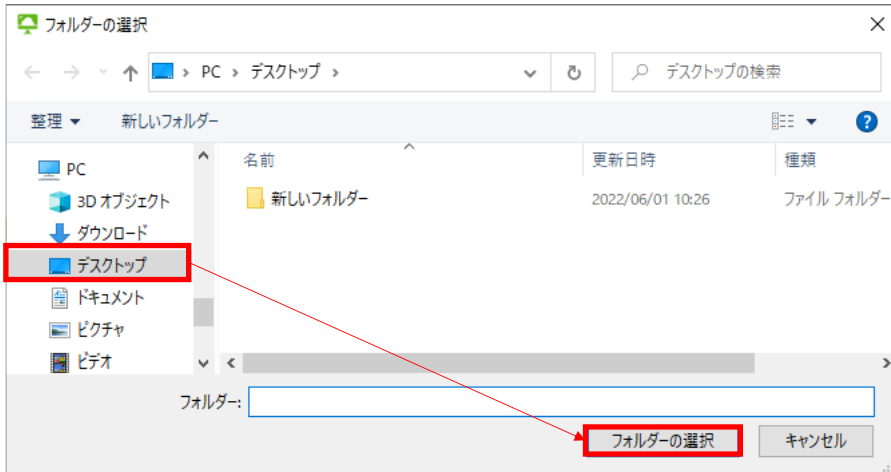 フォルダーの選択
PC > デスクトップ >
デスクトップの検索
整理
新しいフォルダー
名前
更新日時
種類
PC
3D オブジェクト
ダウンロード
デスクトップ
ドキュメント
ピクチャ
ビデオ
新しいフォルダー
2022/06/01 10:26
ファイル フォルダー
フォルダー:
フォルダーの選択
キャンセル